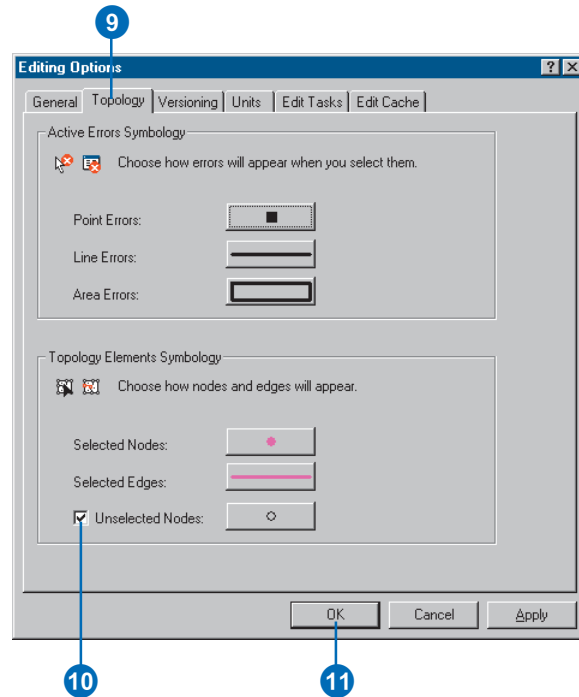 9
Editing Options
General Topology Versioning Units Edit Tasks Edit Cache
Active Errors Symbology
Choose how errors will appear when you select them.
Point Errors:
Line Errors:
Area Errors:
Topology Elements Symbology
Choose how nodes and edges will appear.
Selected Nodes:
Selected Edges:
Unselected Nodes:
OK Cancel Apply
10 11